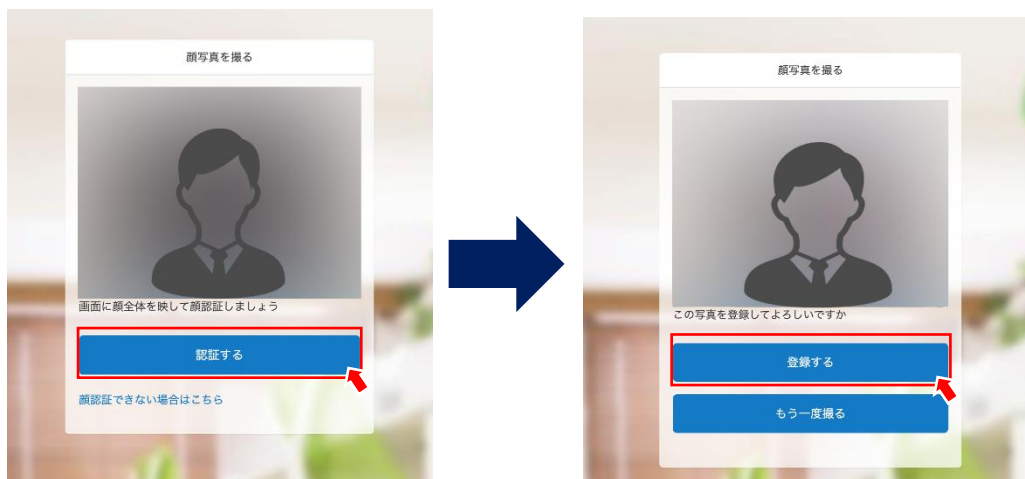 顔写真を撮る
画面に顔全体を映して顔認証しましょう
認証する
顔認証できない場合はこちら
顔写真を撮る
この写真を登録してよろしいですか
登録する
もう一度撮る